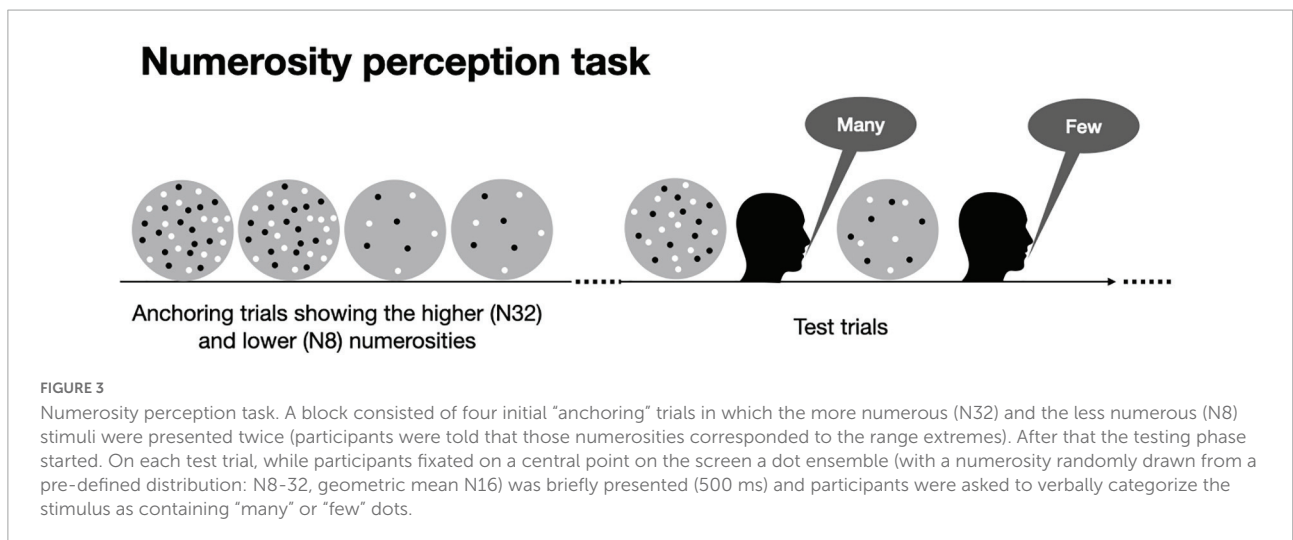 Numerosity perception task
Many
Few
Anchoring trials showing the higher (N32)
and lower (N8) numerosities
Test trials
FIGURE 3
Numerosity perception task. A block consisted of four initial “anchoring” trials in which the more numerous (N32) and the less numerous (N8)
stimuli were presented twice (participants were told that those numerosities corresponded to the range extremes). After that the testing phase
started. On each test trial, while participants fixated on a central point on the screen a dot ensemble (with a numerosity randomly drawn from a
pre-defined distribution: N8-32, geometric mean N16) was briefly presented (500 ms) and participants were asked to verbally categorize the
stimulus as containing “many” or “few” dots.